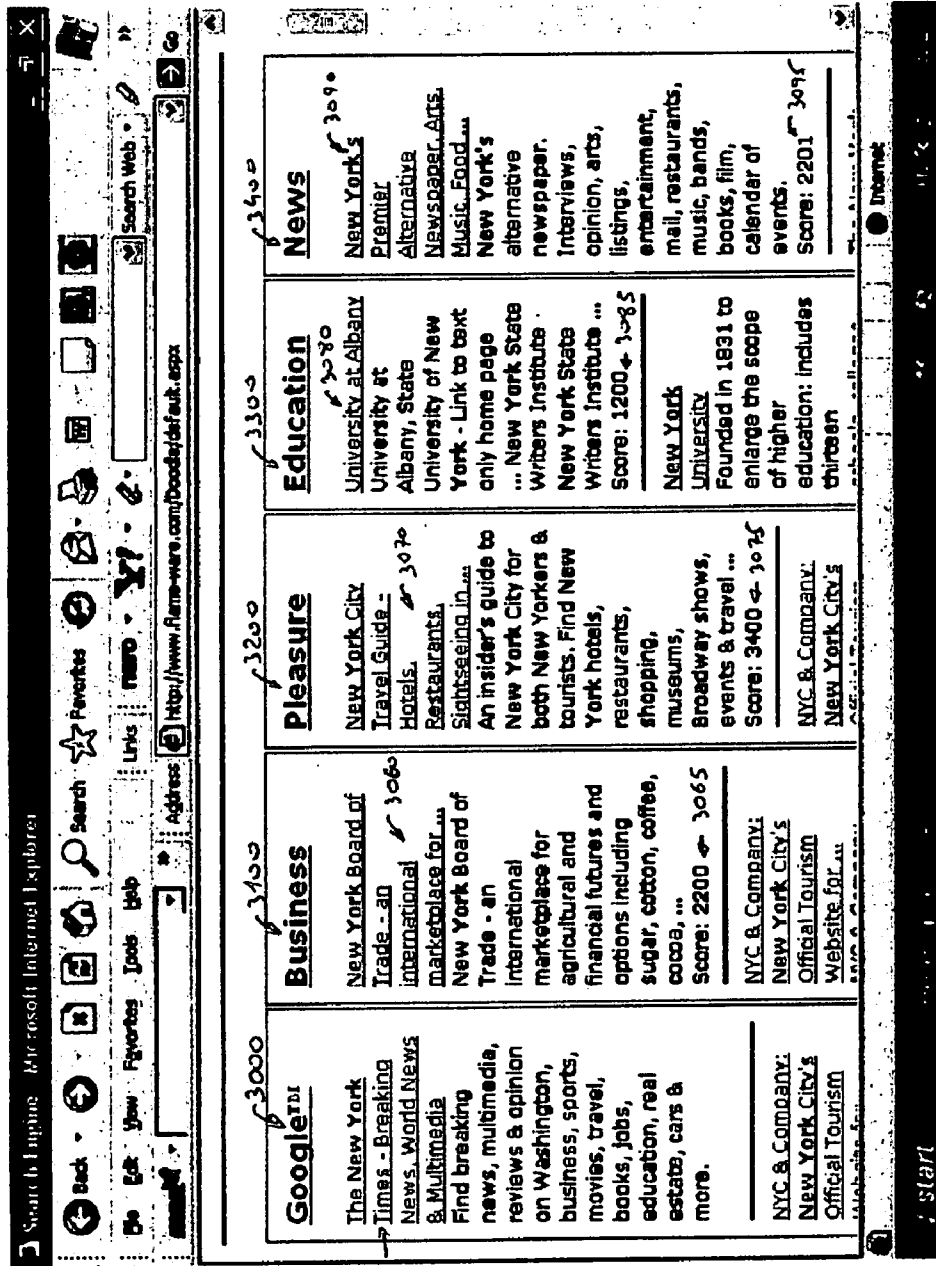 Search Engine - Microsoft Internet Explorer
Back
Search
Favorites
File Edit View Favorites Tools Help
Links
nero
Y!
Search Web
Address
http://www.flame-ware.com/Dooda/default.aspx
Go
3000
Google™
The New York
Times - Breaking
News, World News
& Multimedia
Find breaking
news, multimedia,
reviews & opinion
on Washington,
business, sports,
movies, travel,
books, jobs,
education, real
estate, cars &
more.
NYC & Company:
New York City's
Official Tourism
3100
Business
New York Board of
Trade - an
international 3060
marketplace for ...
New York Board of
Trade - an
international
marketplace for
agricultural and
financial futures and
options including
sugar, cotton, coffee,
cocoa, ...
Score: 2200 3065
NYC & Company:
New York City's
Official Tourism
Website for ...
3200
Pleasure
New York City
Travel Guide -
Hotels, 3070
Restaurants,
Sightseeing in ...
An insider's guide to
New York City for
both New Yorkers &
tourists. Find New
York hotels,
restaurants,
shopping,
museums,
Broadway shows,
events & travel ...
Score: 3400 3075
NYC & Company:
New York City's
3300
Education
3080
University at Albany
University at
Albany, State
University of New
York - Link to text
only home page
... New York State
Writers Institute ·
New York State
Writers Institute ...
Score: 1200 3085
New York
University
Founded in 1831 to
enlarge the scope
of higher
education: includes
thirteen
3400
News
New York's 3090
Premier
Alternative
Newspaper. Arts,
Music, Food ...
New York's
alternative
newspaper.
Interviews,
opinion, arts,
listings,
entertainment,
mail, restaurants,
music, bands,
books, film,
calendar of
events.
Score: 2201 3095
Internet
start